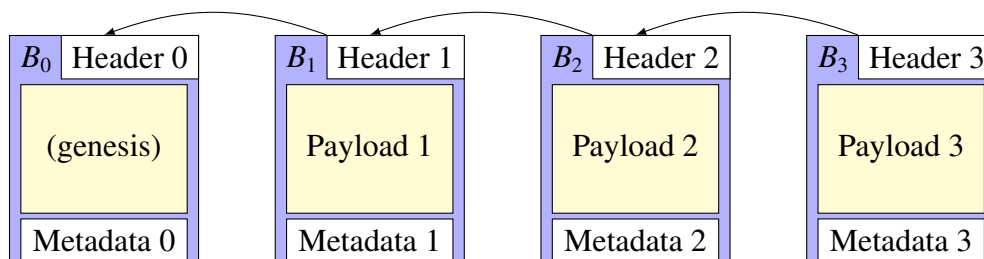 B₀ Header 0 B₁ Header 1 B₂ Header 2 B₃ Header 3
(genesis) Payload 1 Payload 2 Payload 3
Metadata 0 Metadata 1 Metadata 2 Metadata 3